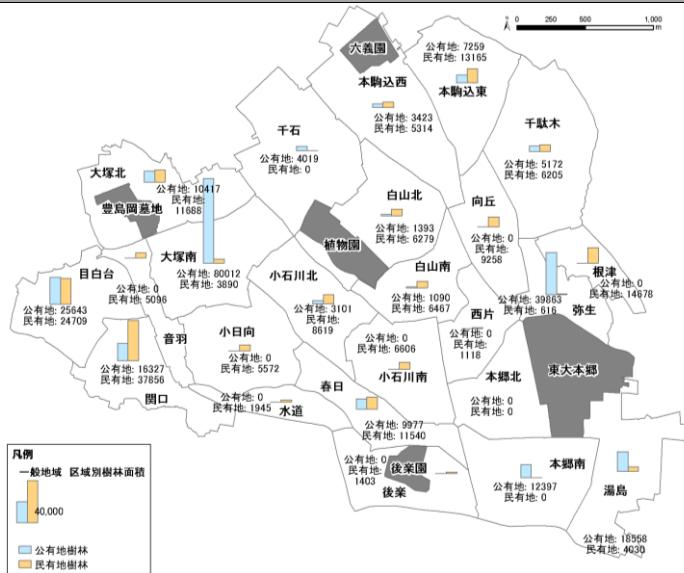 0 250 500 1,000
m
六義園
公有地: 7259
民有地: 13165
本駒込西
本駒込東
千石
公有地: 3423
民有地: 5314
千駄木
公有地: 4019
民有地: 0
公有地: 5172
民有地: 6205
大塚北
公有地: 10417
民有地:
11688
豊島岡墓地
白山北
公有地: 1393
民有地: 6279
向丘
公有地: 0
民有地:
9258
植物園
大塚南
公有地: 80012
民有地: 3890
目白台
公有地: 0
民有地: 5096
公有地: 25643
民有地: 24709
小石川北
公有地: 3101
民有地:
8619
白山南
公有地: 1090
民有地: 6467
根津
公有地: 0
民有地: 14678
公有地: 39863
民有地: 616
弥生
西片
公有地: 0
民有地:
1118
音羽
小日向
公有地: 0
民有地: 5572
公有地: 0
民有地: 6606
小石川南
東大本郷
公有地: 16327
民有地: 37856
関口
本郷北
公有地: 0
民有地: 0
春日
公有地: 0
民有地: 1945
水道
公有地: 9977
民有地: 11540
公有地: 0
民有地:
1403
後楽園
後楽
本郷南
公有地: 12397
民有地: 0
湯島
公有地: 18558
民有地: 4030
凡例
一般地域 区域別樹林面積
40,000
公有地樹林
民有地樹林